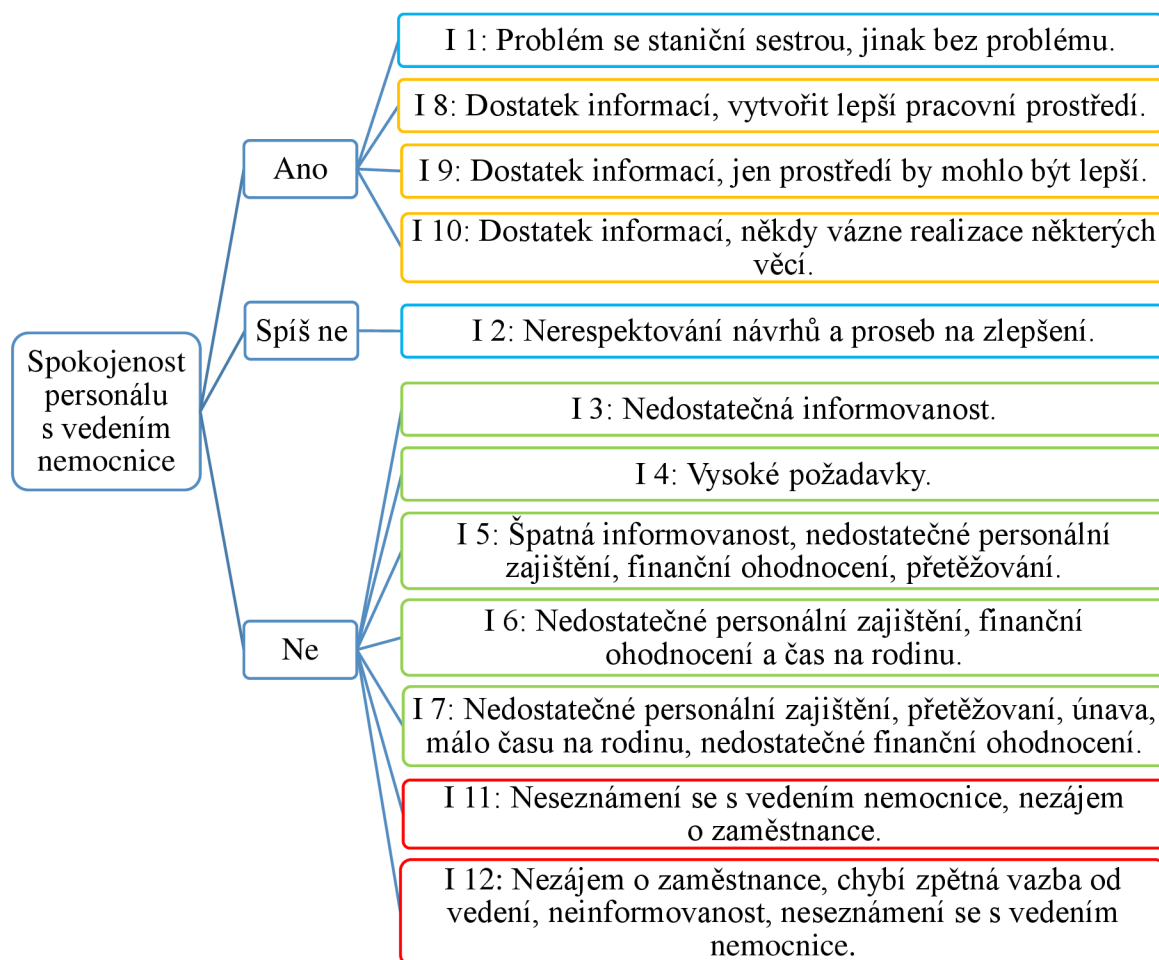 Spokojenost
personálu
s vedením
nemocnice
Ano
I 1: Problém se staniční sestrou, jinak bez problému.
I 8: Dostatek informací, vytvořit lepší pracovní prostředí.
I 9: Dostatek informací, jen prostředí by mohlo být lepší.
I 10: Dostatek informací, někdy vázne realizace některých
věcí.
Spíš ne
I 2: Nerespektování návrhů a proseb na zlepšení.
Ne
I 3: Nedostatečná informovanost.
I 4: Vysoké požadavky.
I 5: Špatná informovanost, nedostatečné personální
zajištění, finanční ohodnocení, přetěžování.
I 6: Nedostatečné personální zajištění, finanční
ohodnocení a čas na rodinu.
I 7: Nedostatečné personální zajištění, přetěžovaní, únava,
málo času na rodinu, nedostatečné finanční ohodnocení.
I 11: Neseznámení se s vedením nemocnice, nezájem
o zaměstnance.
I 12: Nezájem o zaměstnance, chybí zpětná vazba od
vedení, neinformovanost, neseznámení se s vedením
nemocnice.